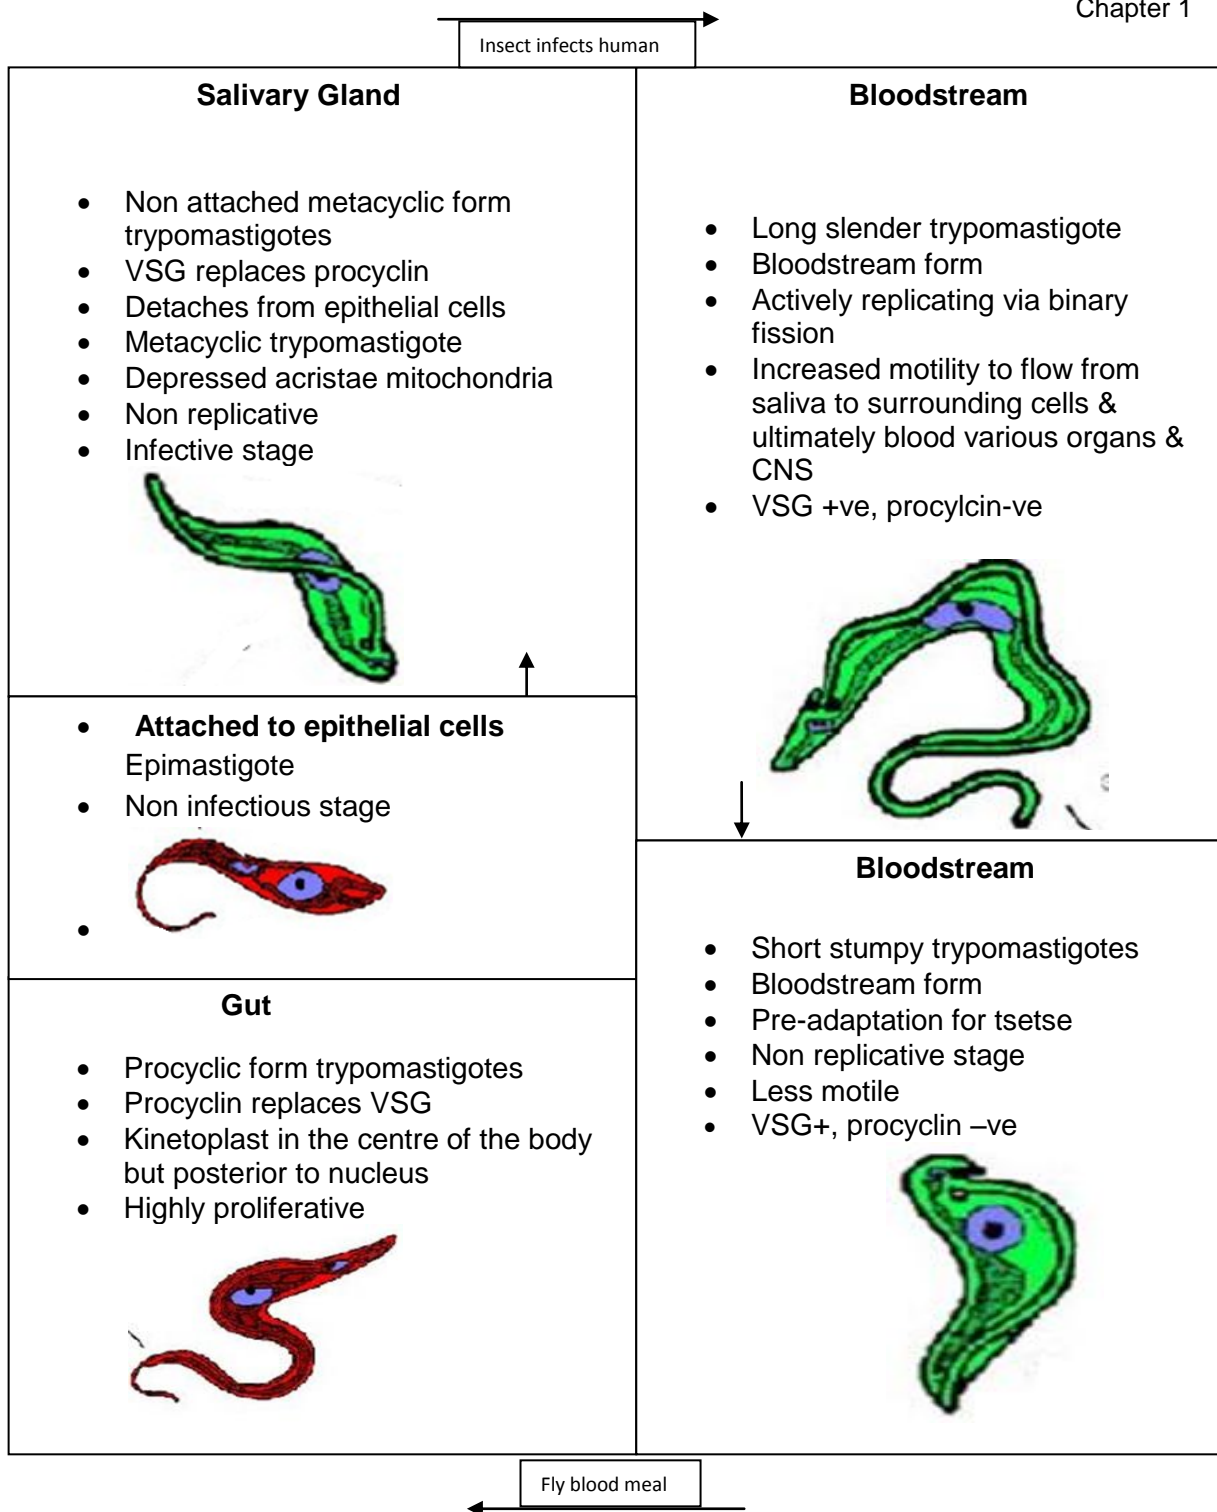 Chapter 1
Insect infects human
Salivary Gland
• Non attached metacyclic form
trypomastigotes
• VSG replaces procyclin
• Detaches from epithelial cells
• Metacyclic trypomastigote
• Depressed acristae mitochondria
• Non replicative
• Infective stage
• Attached to epithelial cells
Epimastigote
• Non infectious stage
•
Gut
• Procyclic form trypomastigotes
• Procyclin replaces VSG
• Kinetoplast in the centre of the body
but posterior to nucleus
• Highly proliferative
Bloodstream
• Long slender trypomastigote
• Bloodstream form
• Actively replicating via binary
fission
• Increased motility to flow from
saliva to surrounding cells &
ultimately blood various organs &
CNS
• VSG +ve, procylcin-ve
Bloodstream
• Short stumpy trypomastigotes
• Bloodstream form
• Pre-adaptation for tsetse
• Non replicative stage
• Less motile
• VSG+, procyclin –ve
Fly blood meal